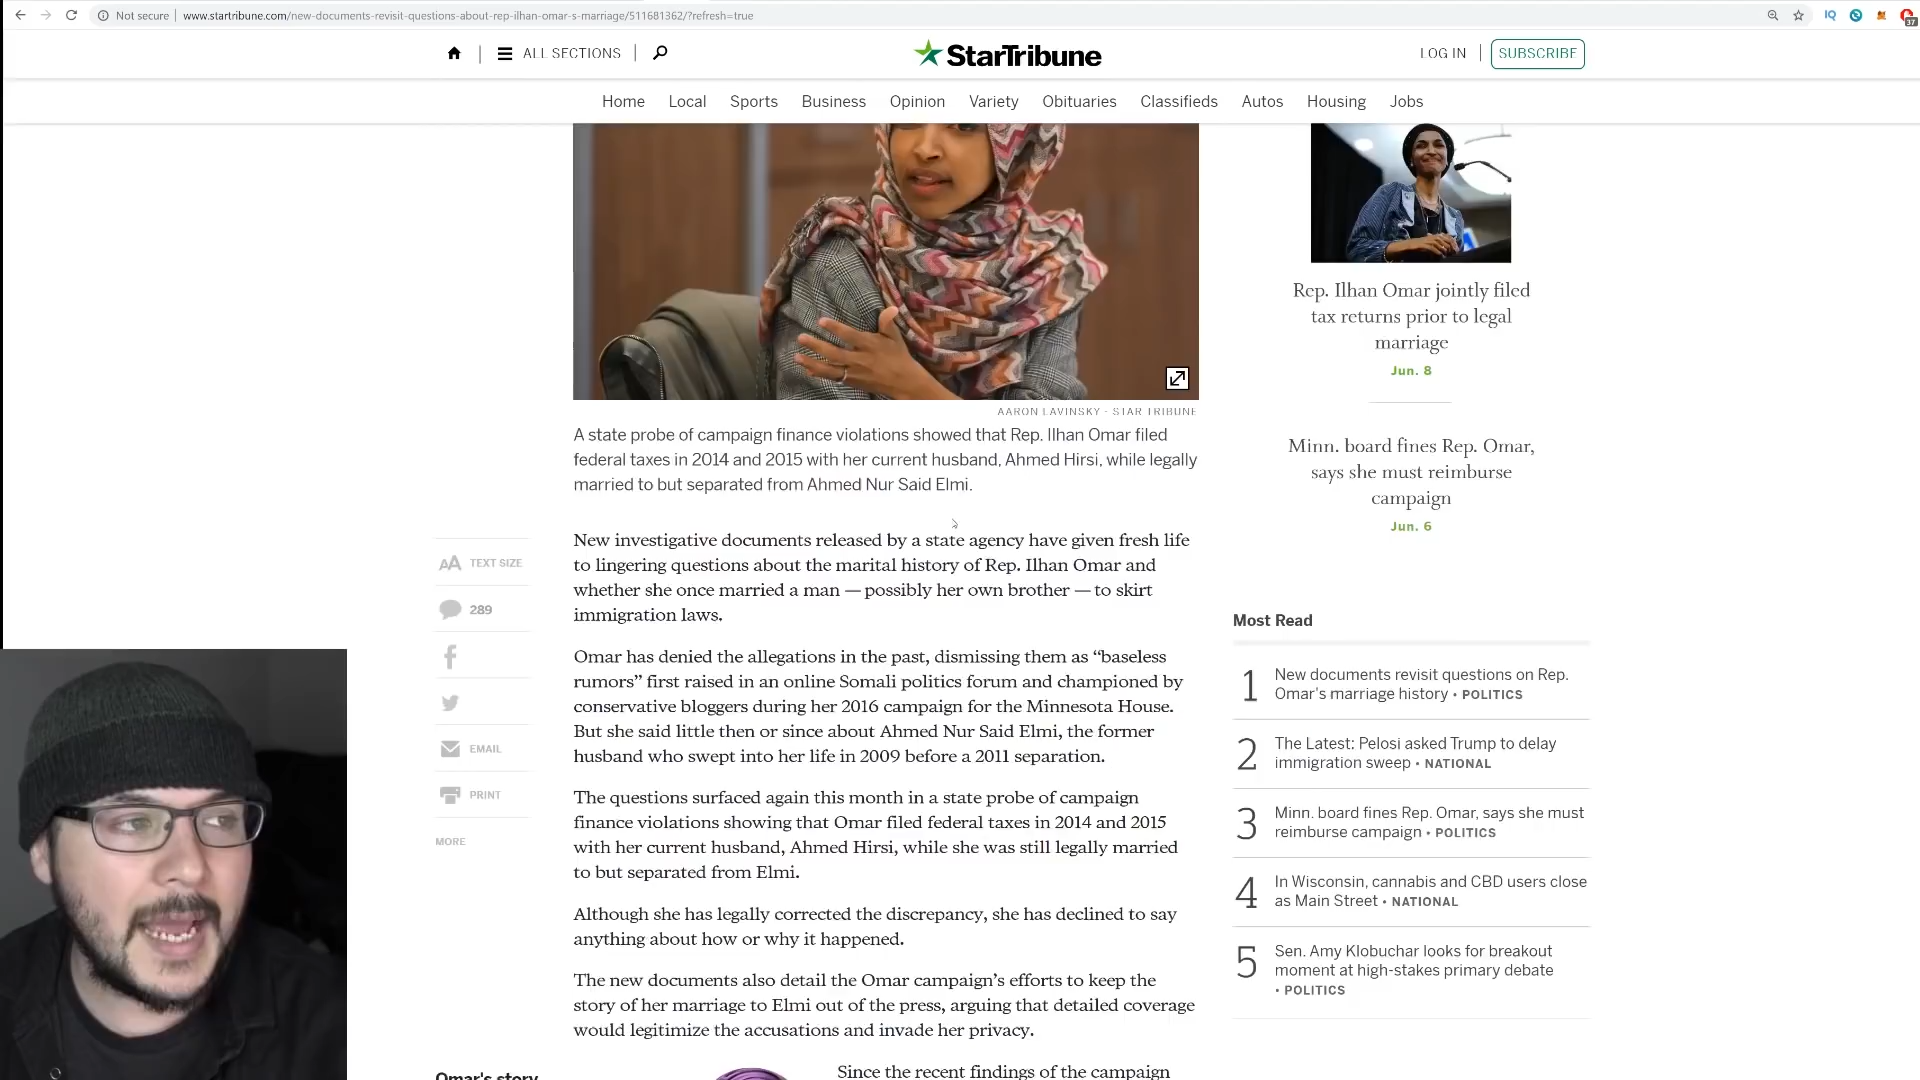 Not secure | www.startribune.com/new-documents-revisit-questions-about-rep-ilhan-omar-s-marriage/511681362/?refresh=true
IQ
37
ALL SECTIONS
StarTribune
LOG IN
SUBSCRIBE
Home Local Sports Business Opinion Variety Obituaries Classifieds Autos Housing Jobs
AARON LAVINSKY - STAR TRIBUNE
A state probe of campaign finance violations showed that Rep. Ilhan Omar filed
federal taxes in 2014 and 2015 with her current husband, Ahmed Hirsi, while legally
married to but separated from Ahmed Nur Said Elmi.
AA TEXT SIZE
289
EMAIL
PRINT
MORE
New investigative documents released by a state agency have given fresh life
to lingering questions about the marital history of Rep. Ilhan Omar and
whether she once married a man — possibly her own brother — to skirt
immigration laws.
Omar has denied the allegations in the past, dismissing them as “baseless
rumors” first raised in an online Somali politics forum and championed by
conservative bloggers during her 2016 campaign for the Minnesota House.
But she said little then or since about Ahmed Nur Said Elmi, the former
husband who swept into her life in 2009 before a 2011 separation.
The questions surfaced again this month in a state probe of campaign
finance violations showing that Omar filed federal taxes in 2014 and 2015
with her current husband, Ahmed Hirsi, while she was still legally married
to but separated from Elmi.
Although she has legally corrected the discrepancy, she has declined to say
anything about how or why it happened.
The new documents also detail the Omar campaign’s efforts to keep the
story of her marriage to Elmi out of the press, arguing that detailed coverage
would legitimize the accusations and invade her privacy.
Omar's story
Since the recent findings of the campaign
Rep. Ilhan Omar jointly filed
tax returns prior to legal
marriage
Jun. 8
Minn. board fines Rep. Omar,
says she must reimburse
campaign
Jun. 6
Most Read
1 New documents revisit questions on Rep.
Omar's marriage history • POLITICS
2 The Latest: Pelosi asked Trump to delay
immigration sweep • NATIONAL
3 Minn. board fines Rep. Omar, says she must
reimburse campaign • POLITICS
4 In Wisconsin, cannabis and CBD users close
as Main Street • NATIONAL
5 Sen. Amy Klobuchar looks for breakout
moment at high-stakes primary debate
• POLITICS